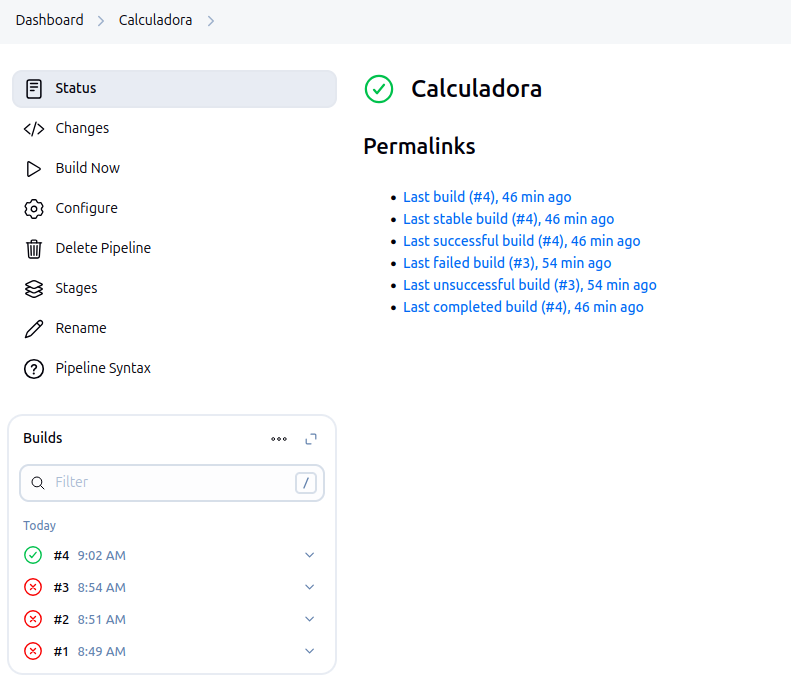 Dashboard > Calculadora >
Status
Changes
Build Now
Configure
Delete Pipeline
Stages
Rename
Pipeline Syntax
Builds
Filter /
Today
#4 9:02 AM
#3 8:54 AM
#2 8:51 AM
#1 8:49 AM
Calculadora
Permalinks
Last build (#4), 46 min ago
Last stable build (#4), 46 min ago
Last successful build (#4), 46 min ago
Last failed build (#3), 54 min ago
Last unsuccessful build (#3), 54 min ago
Last completed build (#4), 46 min ago